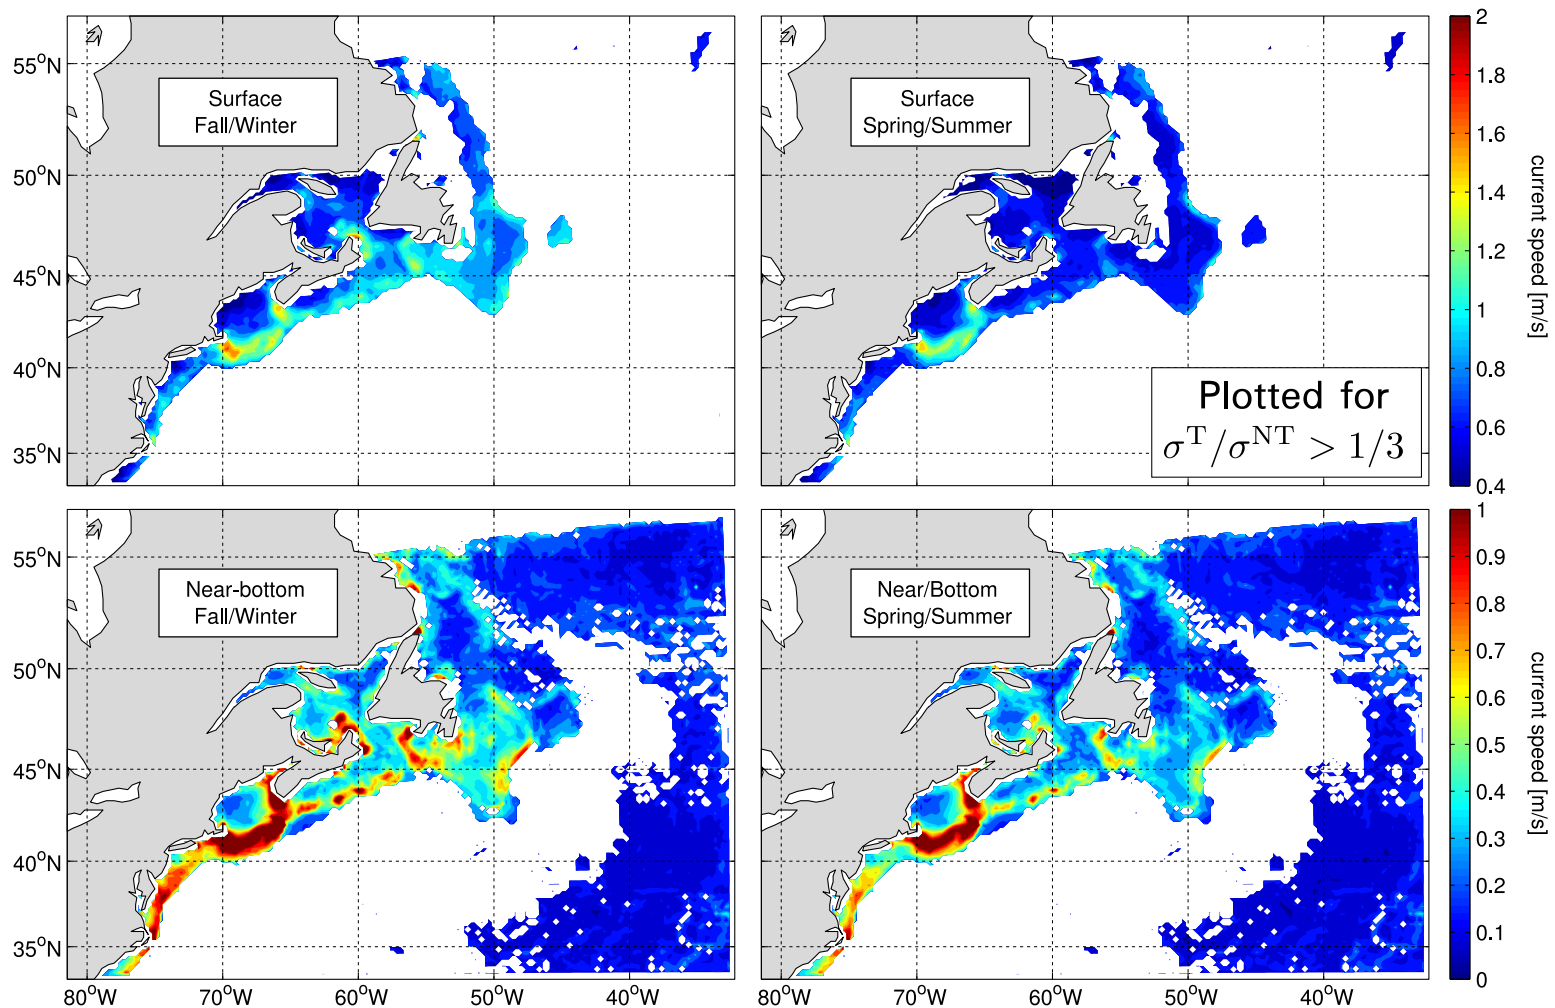 55°N
50°N
45°N
40°N
35°N
Surface
Fall/Winter
Surface
Spring/Summer
Plotted for
σ^T/σ^NT > 1/3
2
1.8
1.6
1.4
1.2
1
0.8
0.6
0.4
current speed [m/s]
55°N
50°N
45°N
40°N
35°N
Near-bottom
Fall/Winter
Near/Bottom
Spring/Summer
1
0.9
0.8
0.7
0.6
0.5
0.4
0.3
0.2
0.1
0
current speed [m/s]
80°W 70°W 60°W 50°W 40°W
80°W 70°W 60°W 50°W 40°W